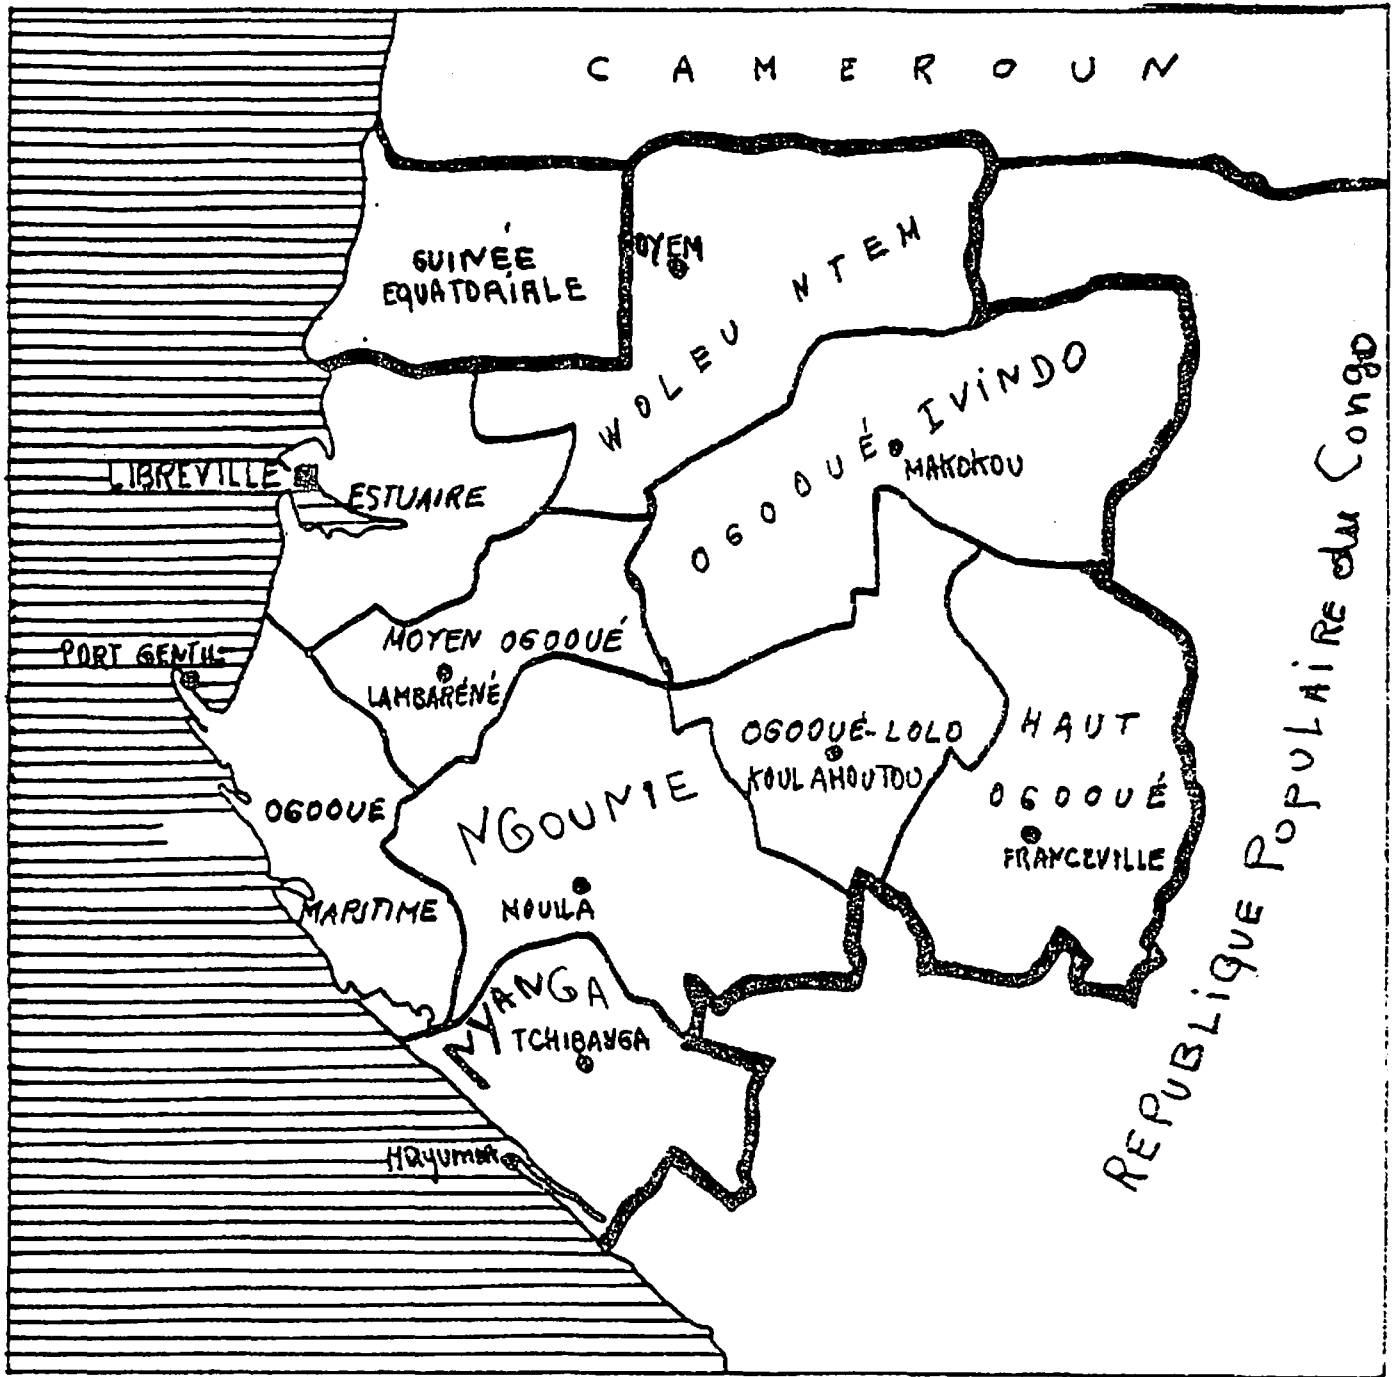 CAMEROUN
GUINÉE
EQUATORIALE
OYEM
WOLEU NTEM
OGOOUÉ IVINDO
MAKOKOU
LIBREVILLE
ESTUAIRE
PORT GENTIL
MOYEN OGOOUÉ
LAMBARÉNÉ
OGOOUÉ-LOLO
KOULAMOUTOU
HAUT
OGOOUÉ
FRANCEVILLE
OGOOUE
MARITIME
NGOUNIE
MOUILA
NYANGA
TCHIBANGA
Mayumba
REPUBLIQUE POPULAIRE du Congo